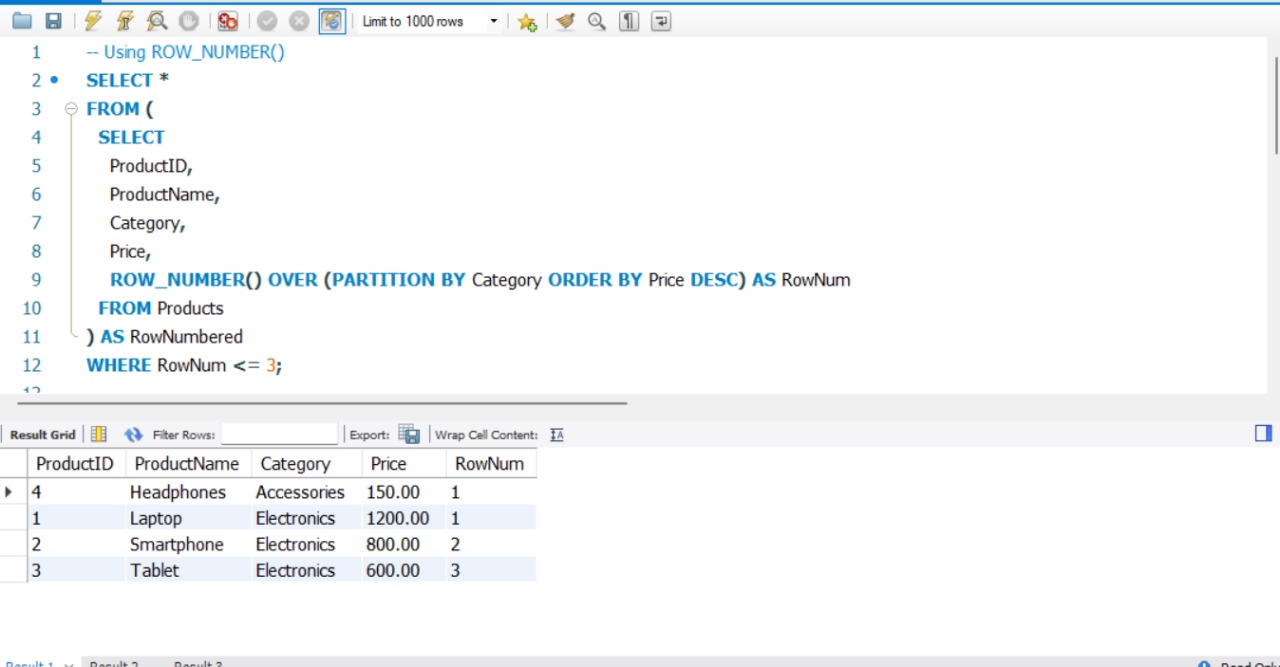 Limit to 1000 rows
1 -- Using ROW_NUMBER()
2 SELECT *
3 FROM (
4 SELECT
5 ProductID,
6 ProductName,
7 Category,
8 Price,
9 ROW_NUMBER() OVER (PARTITION BY Category ORDER BY Price DESC) AS RowNum
10 FROM Products
11 ) AS RowNumbered
12 WHERE RowNum <= 3;
13
Result Grid Filter Rows: Export: Wrap Cell Content: IA
ProductID ProductName Category Price RowNum
4 Headphones Accessories 150.00 1
1 Laptop Electronics 1200.00 1
2 Smartphone Electronics 800.00 2
3 Tablet Electronics 600.00 3
Result 1 Result 2 Result 3 Read Only